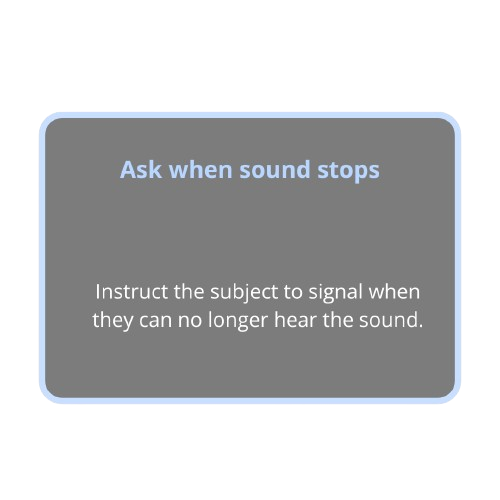 Ask when sound stops
Instruct the subject to signal when
they can no longer hear the sound.